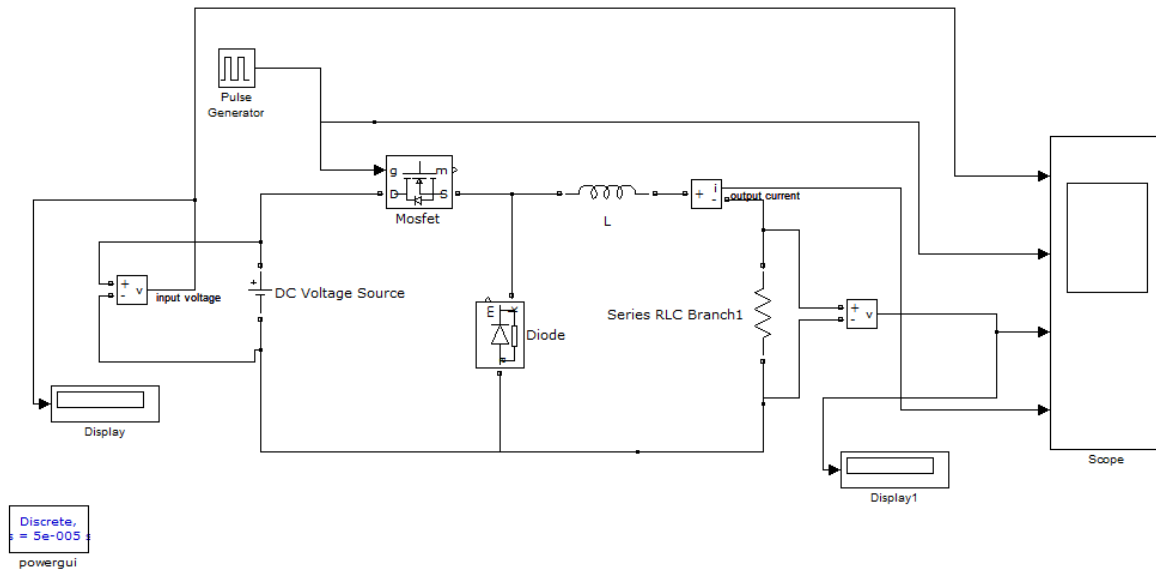 Pulse
Generator
g
m
D
S
Mosfet
L
+
i
-
output current
+
-
v
input voltage
+
DC Voltage Source
E
Diode
Series RLC Branch1
+
-
v
Display
Display1
Scope
Discrete,
s = 5e-005 s
powergui